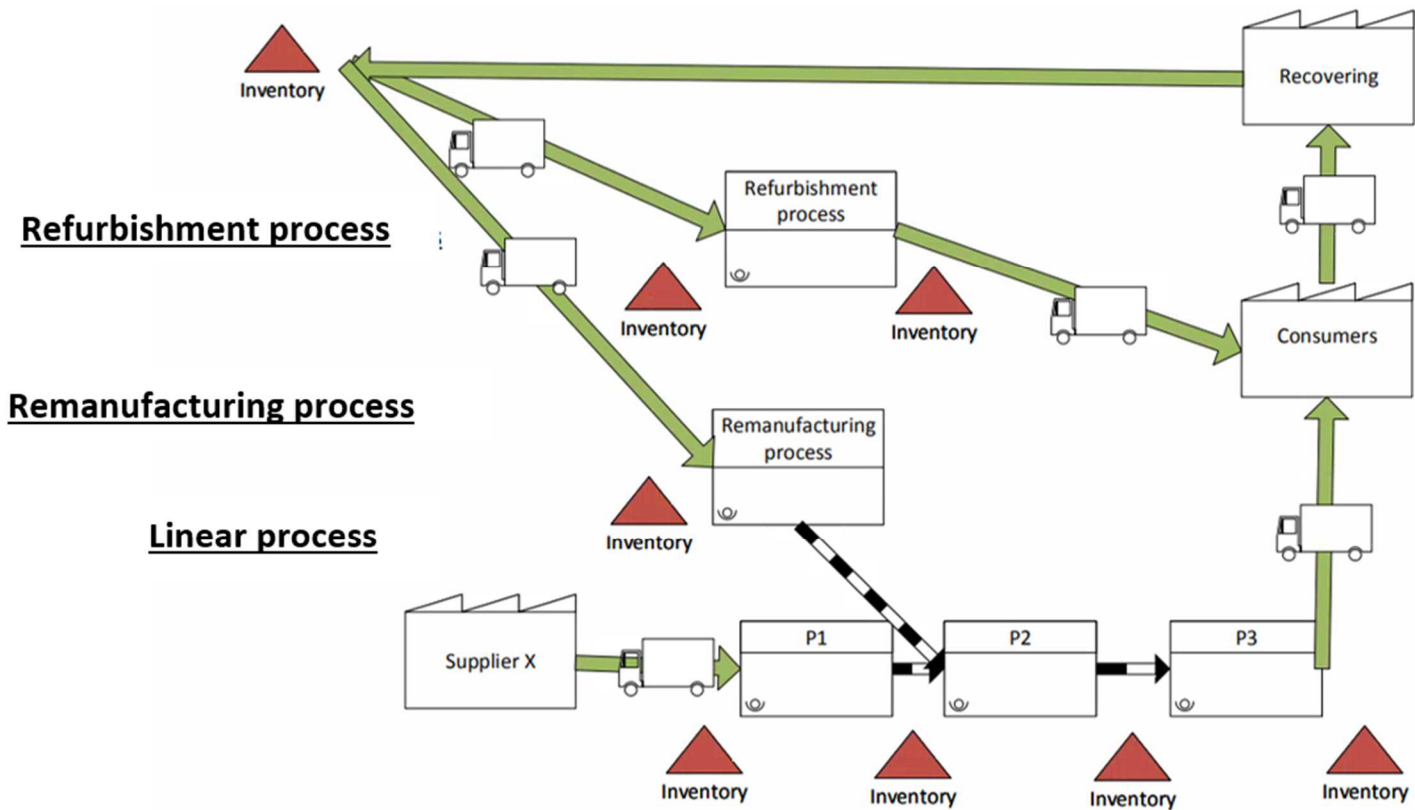 Recovering
Inventory
Refurbishment
process
Refurbishment process
Inventory
Inventory
Consumers
Remanufacturing process
Remanufacturing
process
Inventory
Linear process
Supplier X
P1
P2
P3
Inventory
Inventory
Inventory
Inventory